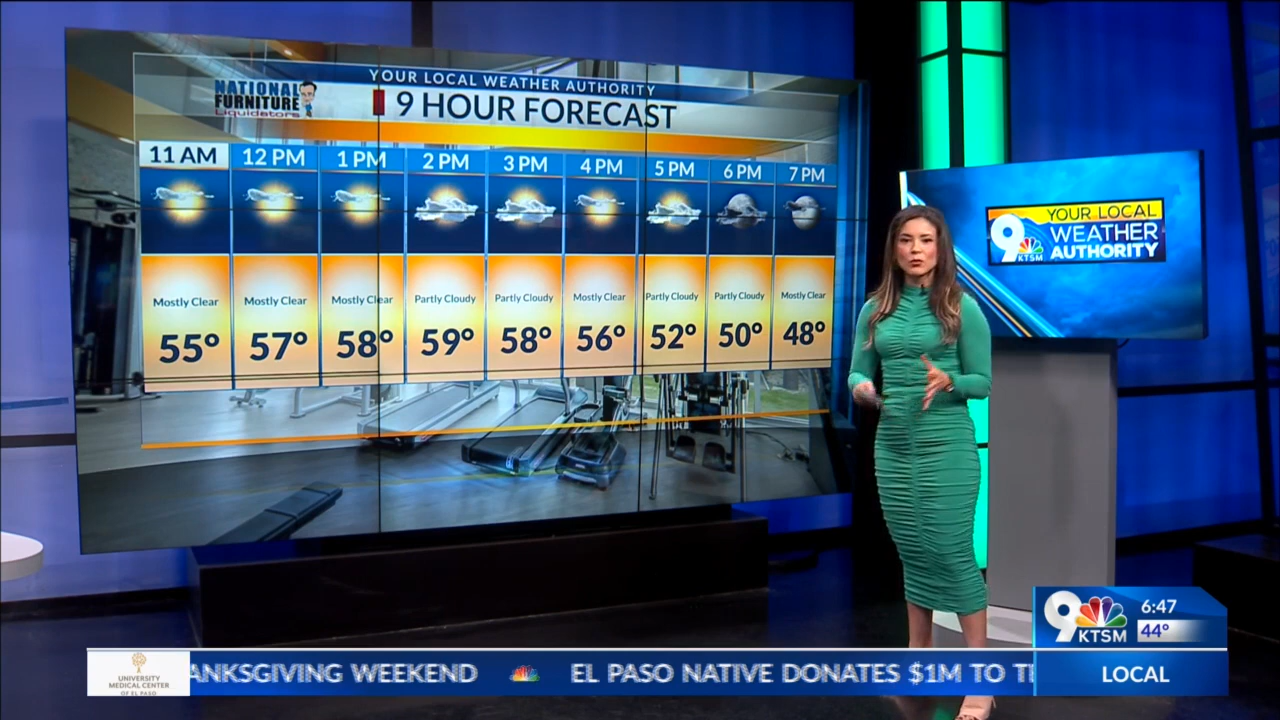 YOUR LOCAL WEATHER AUTHORITY
NATIONAL
FURNITURE
Liquidators
9 HOUR FORECAST
11 AM 12 PM 1 PM 2 PM 3 PM 4 PM 5 PM 6 PM 7 PM
Mostly Clear Mostly Clear Mostly Clear Partly Cloudy Partly Cloudy Mostly Clear Partly Cloudy Partly Cloudy Mostly Clear
55° 57° 58° 59° 58° 56° 52° 50° 48°
9 KTSM
YOUR LOCAL
WEATHER
AUTHORITY
9 KTSM
6:47
44°
LOCAL
UNIVERSITY
MEDICAL CENTER
OF EL PASO
ANKSGIVING WEEKEND EL PASO NATIVE DONATES $1M TO